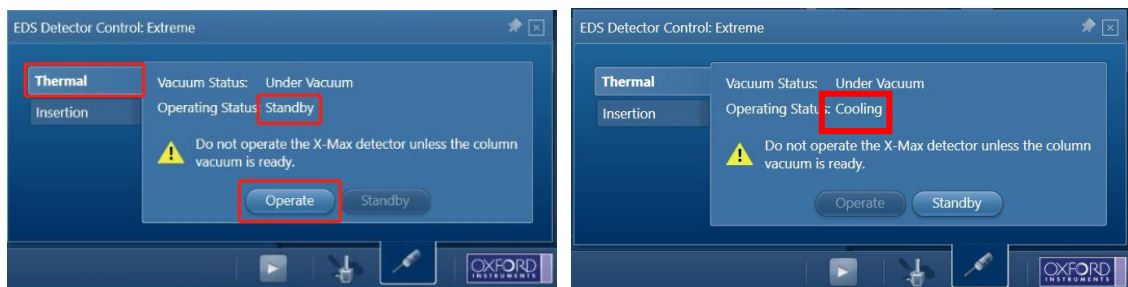 EDS Detector Control: Extreme
Thermal
Insertion
Vacuum Status: Under Vacuum
Operating Status: Standby
Do not operate the X-Max detector unless the column
vacuum is ready.
Operate
Standby
OXFORD
INSTRUMENTS
EDS Detector Control: Extreme
Thermal
Insertion
Vacuum Status: Under Vacuum
Operating Status: Cooling
Do not operate the X-Max detector unless the column
vacuum is ready.
Operate
Standby
OXFORD
INSTRUMENTS